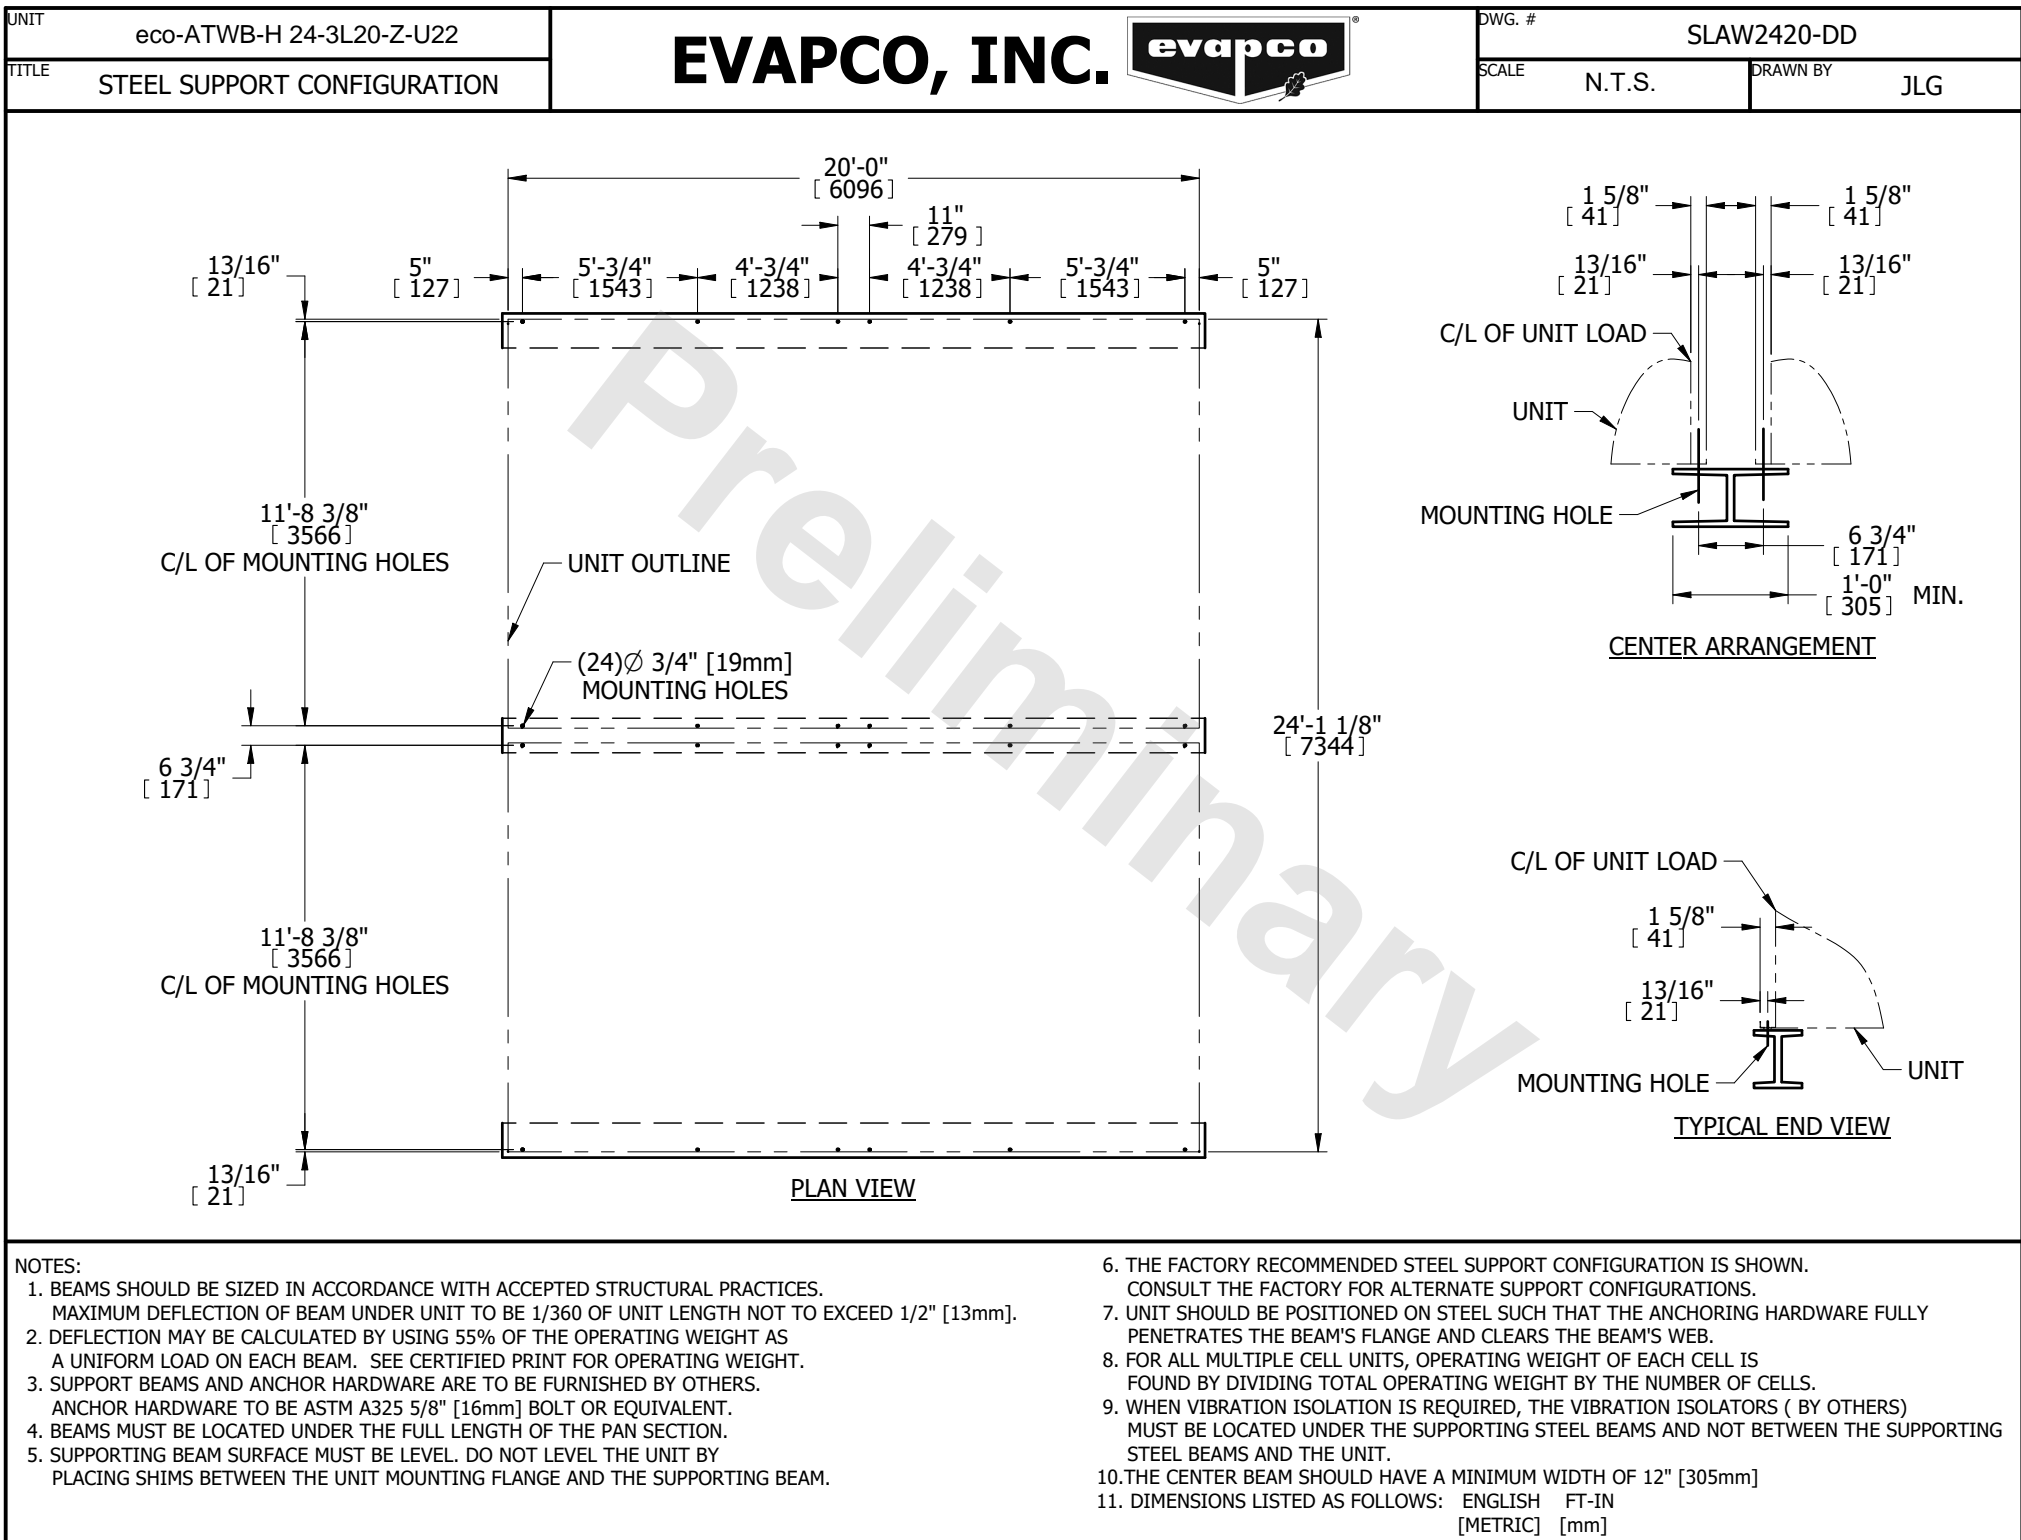 UNIT
eco-ATWB-H 24-3L20-Z-U22
TITLE
STEEL SUPPORT CONFIGURATION
EVAPCO, INC.
evapco
®
DWG. #
SLAW2420-DD
SCALE
N.T.S.
DRAWN BY
JLG
20'-0"
[ 6096 ]
11"
[ 279 ]
13/16"
[ 21 ]
5"
[ 127 ]
5'-3/4"
[ 1543 ]
4'-3/4"
[ 1238 ]
4'-3/4"
[ 1238 ]
5'-3/4"
[ 1543 ]
5"
[ 127 ]
11'-8 3/8"
[ 3566 ]
C/L OF MOUNTING HOLES
UNIT OUTLINE
(24)Ø 3/4" [19mm]
MOUNTING HOLES
6 3/4"
[ 171 ]
24'-1 1/8"
[ 7344 ]
11'-8 3/8"
[ 3566 ]
C/L OF MOUNTING HOLES
13/16"
[ 21 ]
PLAN VIEW
Preliminary
1 5/8"
[ 41 ]
1 5/8"
[ 41 ]
13/16"
[ 21 ]
13/16"
[ 21 ]
C/L OF UNIT LOAD
UNIT
MOUNTING HOLE
6 3/4"
[ 171 ]
1'-0"
[ 305 ] MIN.
CENTER ARRANGEMENT
C/L OF UNIT LOAD
1 5/8"
[ 41 ]
13/16"
[ 21 ]
MOUNTING HOLE
UNIT
TYPICAL END VIEW
NOTES:
1. BEAMS SHOULD BE SIZED IN ACCORDANCE WITH ACCEPTED STRUCTURAL PRACTICES.
MAXIMUM DEFLECTION OF BEAM UNDER UNIT TO BE 1/360 OF UNIT LENGTH NOT TO EXCEED 1/2" [13mm].
2. DEFLECTION MAY BE CALCULATED BY USING 55% OF THE OPERATING WEIGHT AS
A UNIFORM LOAD ON EACH BEAM. SEE CERTIFIED PRINT FOR OPERATING WEIGHT.
3. SUPPORT BEAMS AND ANCHOR HARDWARE ARE TO BE FURNISHED BY OTHERS.
ANCHOR HARDWARE TO BE ASTM A325 5/8" [16mm] BOLT OR EQUIVALENT.
4. BEAMS MUST BE LOCATED UNDER THE FULL LENGTH OF THE PAN SECTION.
5. SUPPORTING BEAM SURFACE MUST BE LEVEL. DO NOT LEVEL THE UNIT BY
PLACING SHIMS BETWEEN THE UNIT MOUNTING FLANGE AND THE SUPPORTING BEAM.
6. THE FACTORY RECOMMENDED STEEL SUPPORT CONFIGURATION IS SHOWN.
CONSULT THE FACTORY FOR ALTERNATE SUPPORT CONFIGURATIONS.
7. UNIT SHOULD BE POSITIONED ON STEEL SUCH THAT THE ANCHORING HARDWARE FULLY
PENETRATES THE BEAM'S FLANGE AND CLEARS THE BEAM'S WEB.
8. FOR ALL MULTIPLE CELL UNITS, OPERATING WEIGHT OF EACH CELL IS
FOUND BY DIVIDING TOTAL OPERATING WEIGHT BY THE NUMBER OF CELLS.
9. WHEN VIBRATION ISOLATION IS REQUIRED, THE VIBRATION ISOLATORS ( BY OTHERS)
MUST BE LOCATED UNDER THE SUPPORTING STEEL BEAMS AND NOT BETWEEN THE SUPPORTING
STEEL BEAMS AND THE UNIT.
10.THE CENTER BEAM SHOULD HAVE A MINIMUM WIDTH OF 12" [305mm]
11. DIMENSIONS LISTED AS FOLLOWS: ENGLISH FT-IN
[METRIC] [mm]